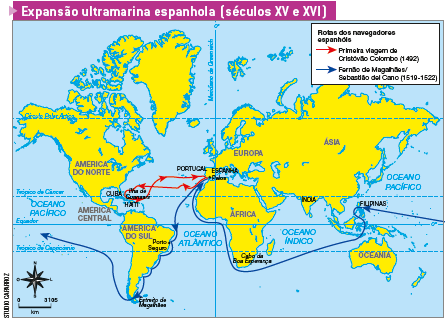 Expansão ultramarina espanhola (séculos XV e XVI)
Rotas dos navegadores
espanhóis
Primeira viagem de
Cristóvão Colombo (1492)
Fernão de Magalhães/
Sebastião del Cano (1519-1522)
Meridiano de Greenwich
Círculo Polar Ártico
EUROPA
ÁSIA
AMÉRICA
DO NORTE
PORTUGAL
ESPANHA
Palos
OCEANO
PACÍFICO
Trópico de Câncer
CUBA
Ilha de
HAITI
ÍNDIA
FILIPINAS
OCEANO
PACÍFICO
AMÉRICA
CENTRAL
ÁFRICA
Equador
AMÉRICA
DO SUL
OCEANO
ATLÂNTICO
OCEANO
ÍNDICO
Porto
Seguro
Trópico de Capricórnio
Cabo da
Boa Esperança
OCEANIA
Estreito de
Magalhães
0 3105
km
STUDIO CAPARROZ